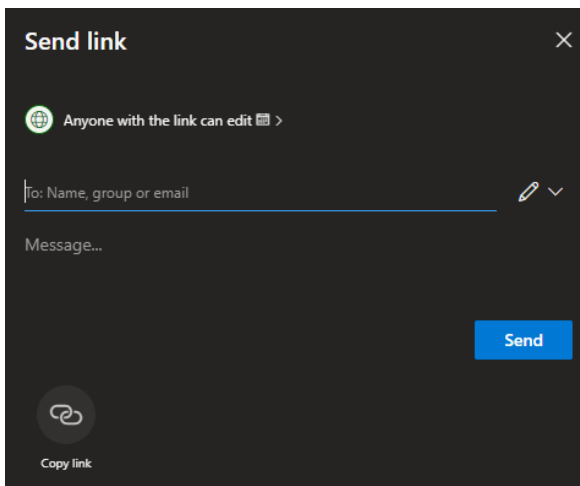 Send link
Anyone with the link can edit
To: Name, group or email
Message...
Send
Copy link